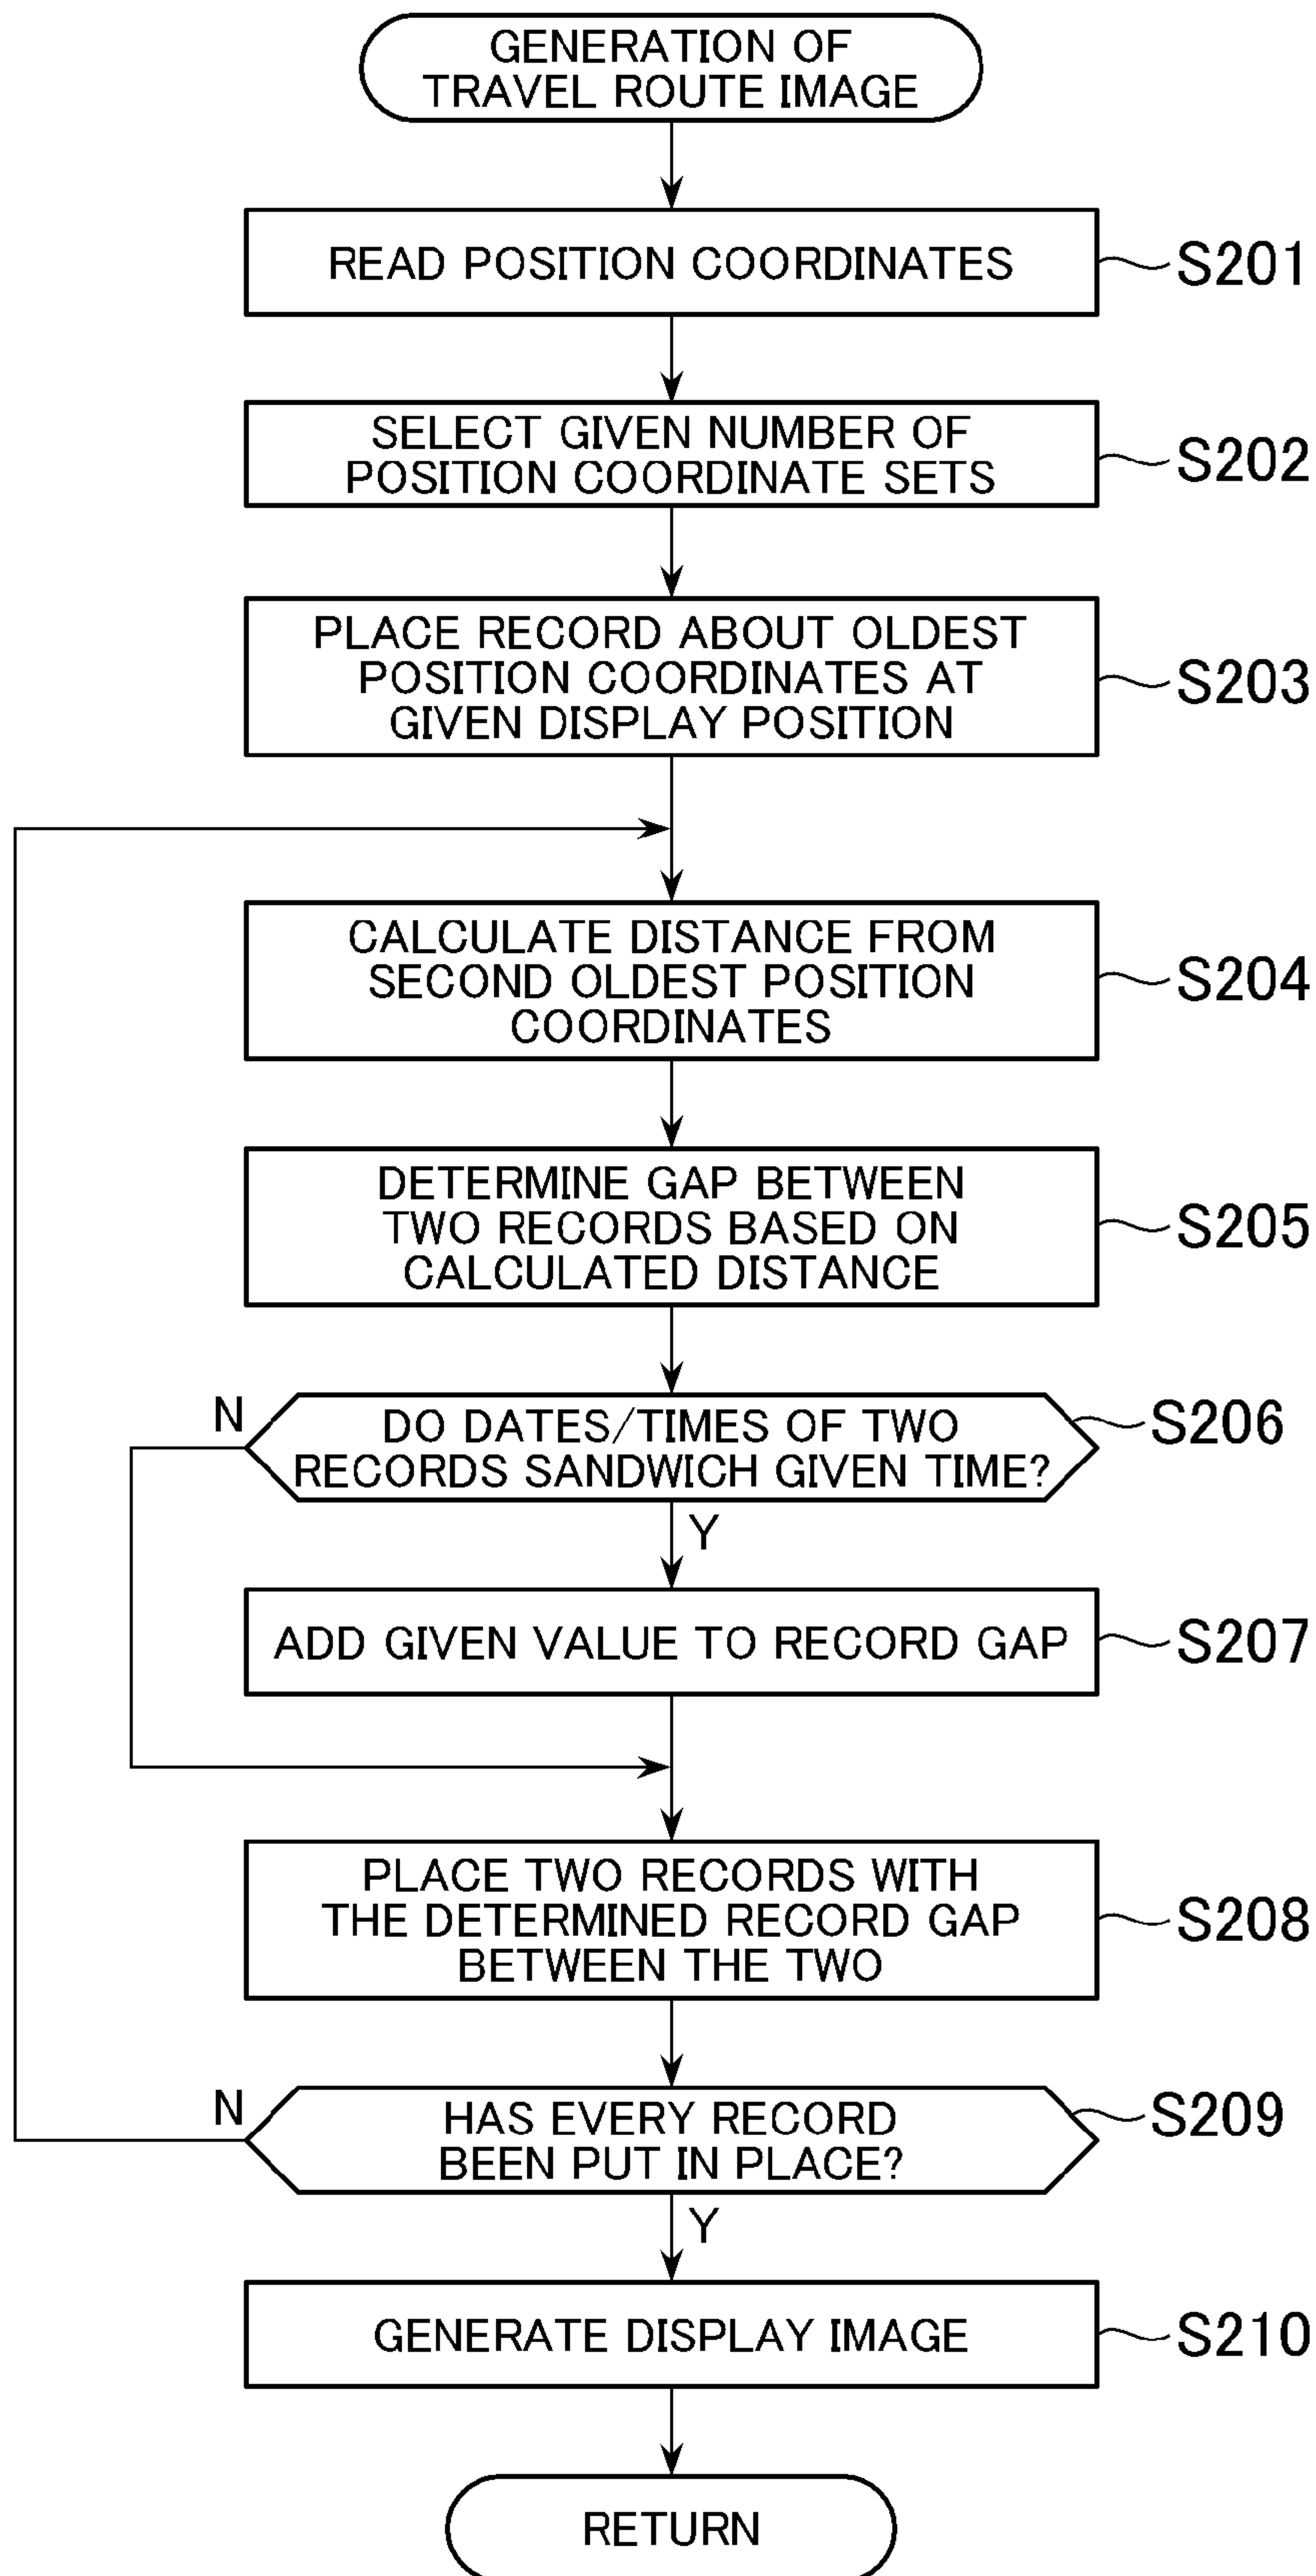 GENERATION OF
TRAVEL ROUTE IMAGE
READ POSITION COORDINATES
S201
SELECT GIVEN NUMBER OF
POSITION COORDINATE SETS
S202
PLACE RECORD ABOUT OLDEST
POSITION COORDINATES AT
GIVEN DISPLAY POSITION
S203
CALCULATE DISTANCE FROM
SECOND OLDEST POSITION
COORDINATES
S204
DETERMINE GAP BETWEEN
TWO RECORDS BASED ON
CALCULATED DISTANCE
S205
N
DO DATES/TIMES OF TWO
RECORDS SANDWICH GIVEN TIME?
S206
Y
ADD GIVEN VALUE TO RECORD GAP
S207
PLACE TWO RECORDS WITH
THE DETERMINED RECORD GAP
BETWEEN THE TWO
S208
N
HAS EVERY RECORD
BEEN PUT IN PLACE?
S209
Y
GENERATE DISPLAY IMAGE
S210
RETURN